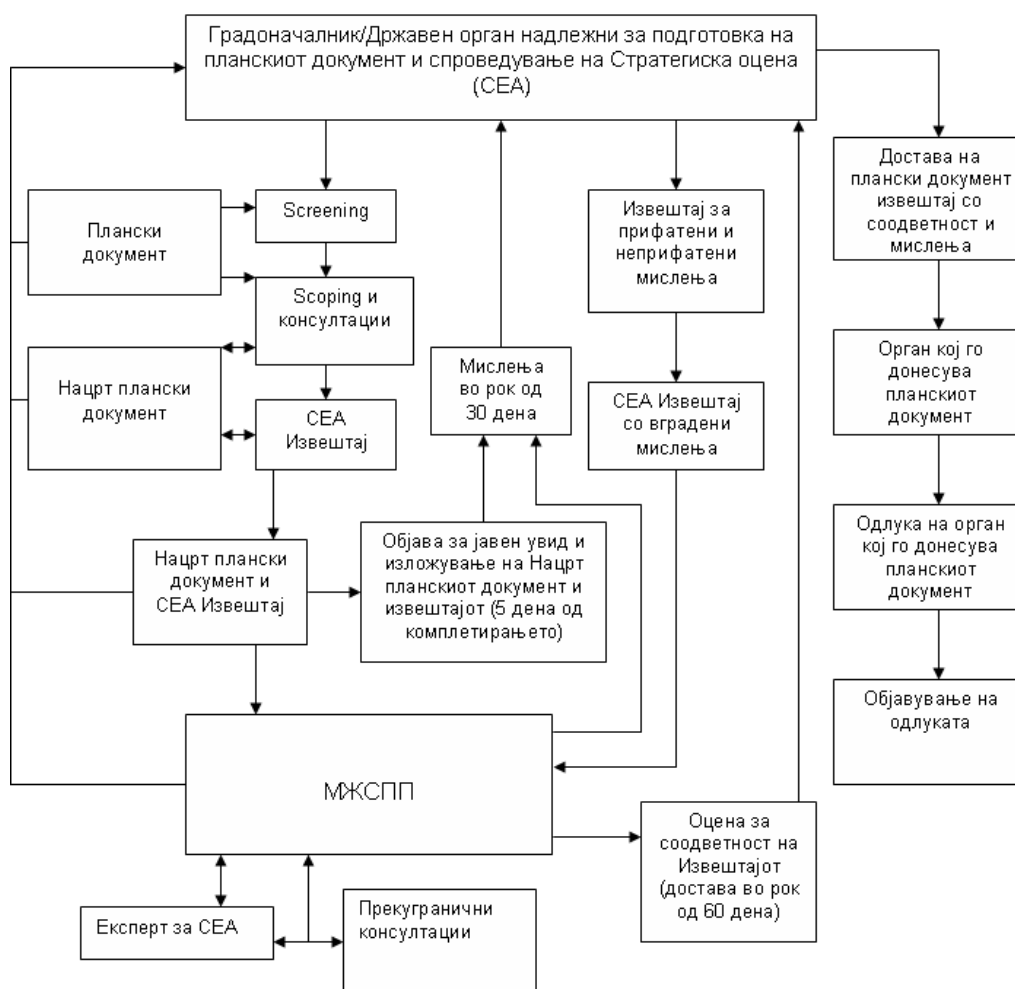 Градоначалник/Државен орган надлежни за подготовка на
планскиот документ и спроведување на Стратегиска оцена
(СЕА)
Плански
документ
Screening
Scoping и
консултации
Нацрт плански
документ
СЕА
Извештај
Нацрт плански
документ и
СЕА Извештај
Мислења
во рок од
30 дена
Објава за јавен увид и
изложување на Нацрт
планскиот документ и
извештајот (5 дена од
комплетирањето)
Извештај за
прифатени и
неприфатени
мислења
СЕА Извештај
со вградени
мислења
Достава на
плански документ
извештај со
соодветност и
мислења
Орган кој го
донесува
планскиот
документ
Одлука на орган
кој го донесува
планскиот
документ
Објавување на
одлуката
МЖСПП
Оцена за
соодветност на
Извештајот
(достава во рок
од 60 дена)
Експерт за СЕА
Прекугранични
консултации